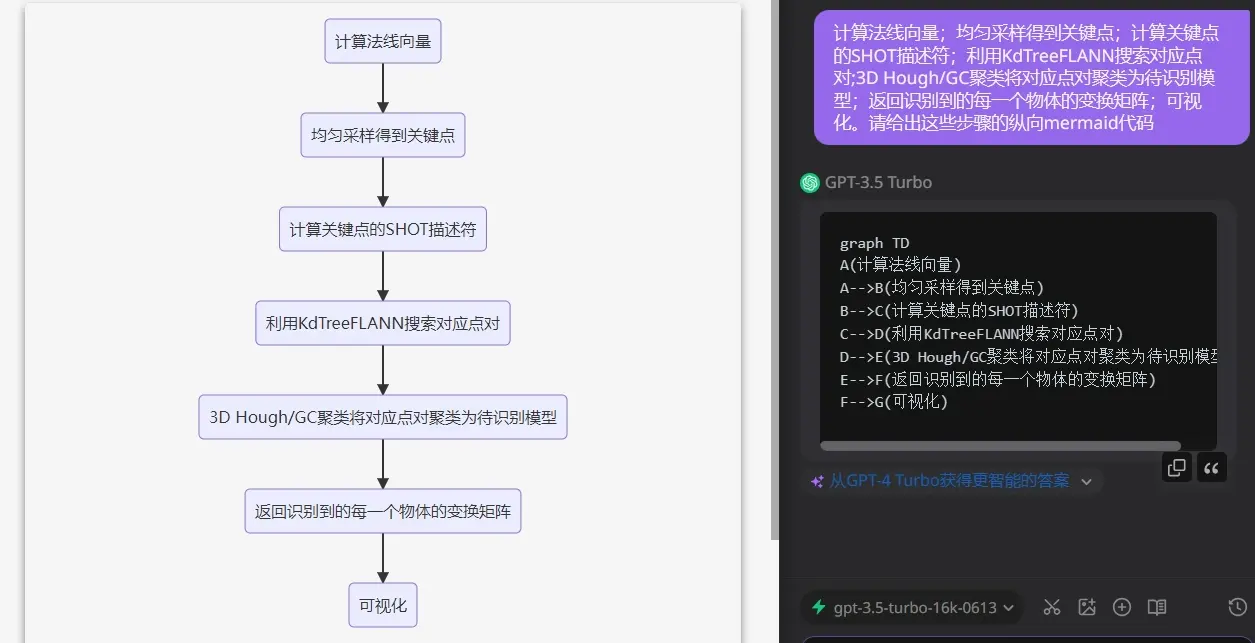 计算法线向量
均匀采样得到关键点
计算关键点的SHOT描述符
利用KdTreeFLANN搜索对应点对
3D Hough/GC聚类将对应点对聚类为待识别模型
返回识别到的每一个物体的变换矩阵
可视化
计算法线向量；均匀采样得到关键点；计算关键点
的SHOT描述符；利用KdTreeFLANN搜索对应点
对;3D Hough/GC聚类将对应点对聚类为待识别模
型；返回识别到的每一个物体的变换矩阵；可视
化。请给出这些步骤的纵向mermaid代码
GPT-3.5 Turbo
graph TD
A(计算法线向量)
A-->B(均匀采样得到关键点)
B-->C(计算关键点的SHOT描述符)
C-->D(利用KdTreeFLANN搜索对应点对)
D-->E(3D Hough/GC聚类将对应点对聚类为待识别模型
E-->F(返回识别到的每一个物体的变换矩阵)
F-->G(可视化)
从GPT-4 Turbo获得更智能的答案
gpt-3.5-turbo-16k-0613